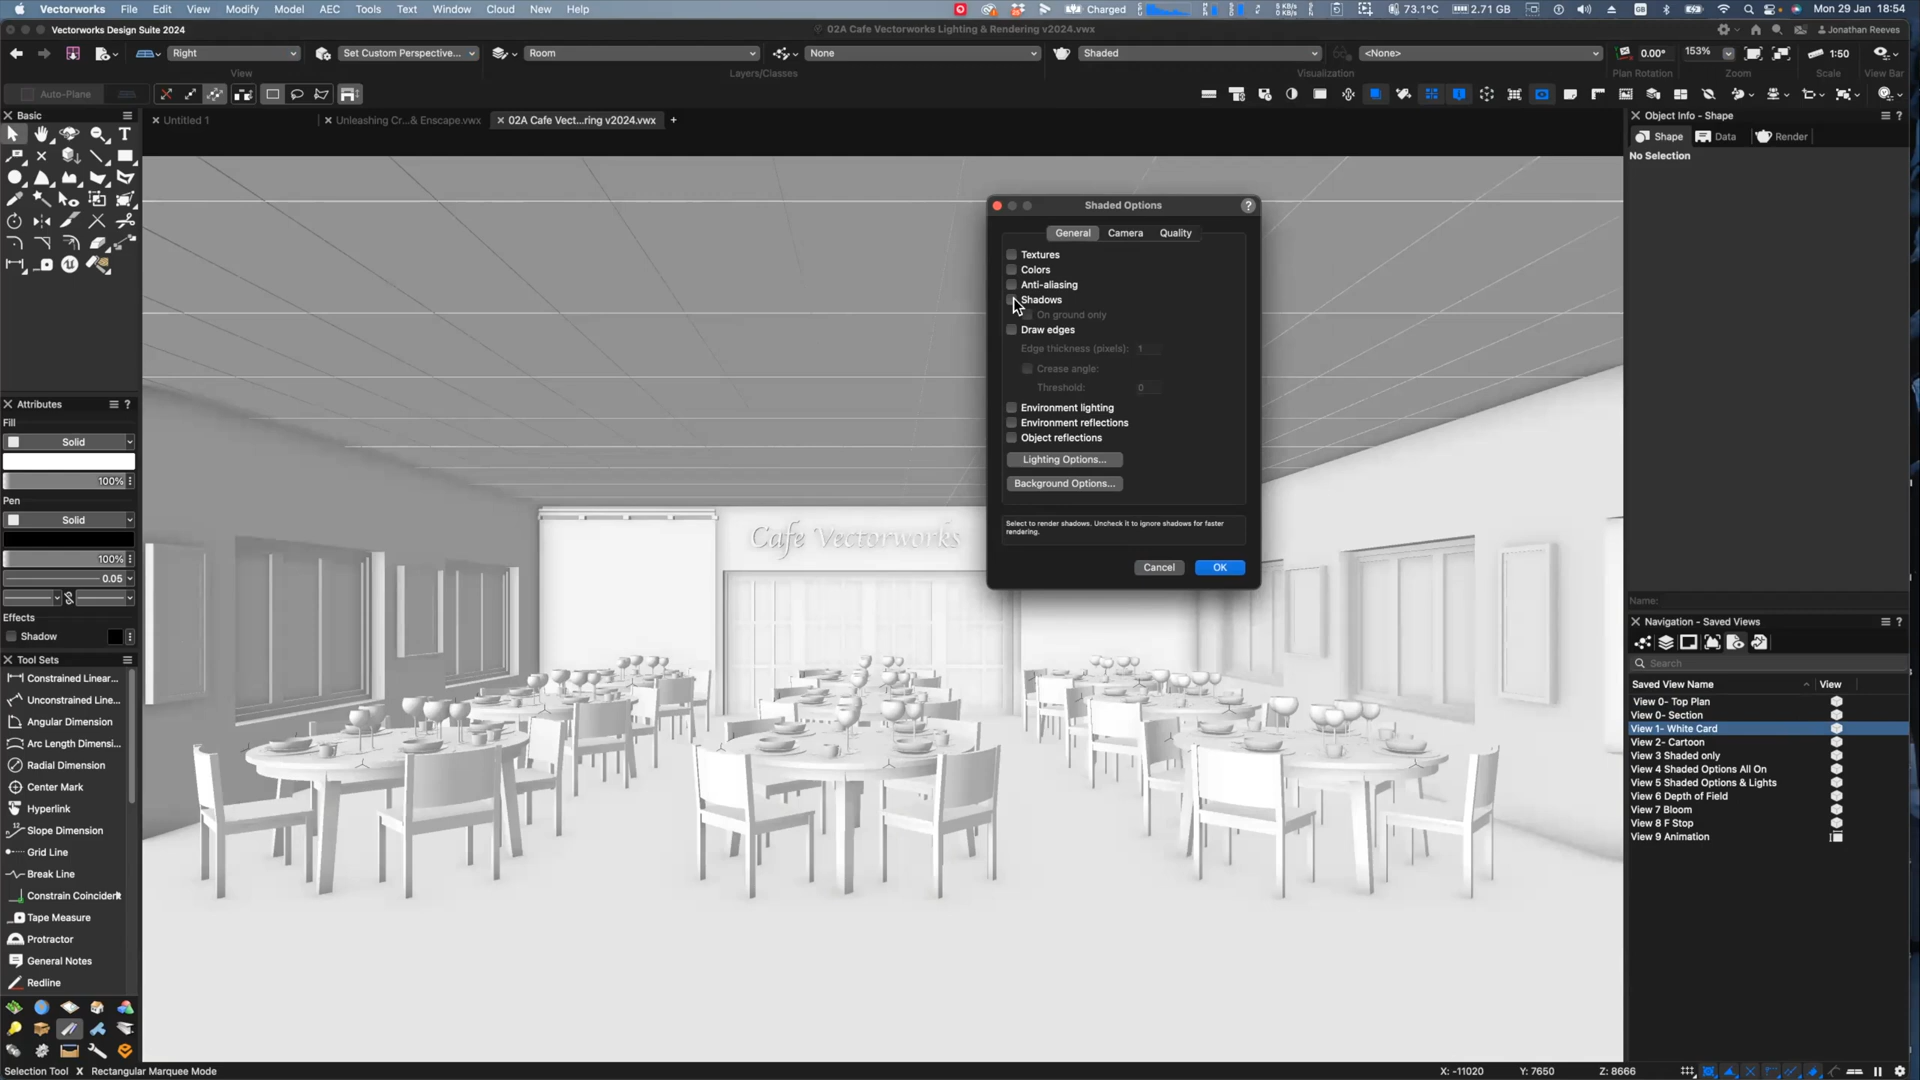 Vectorworks File Edit View Modify Model AEC Tools Text Window Cloud New Help Charged 73.1°C 2.71 GB Mon 29 Jan 18:54
Vectorworks Design Suite 2024 02A Cafe Vectorworks Lighting & Rendering v2024.vwx Jonathan Reeves
Right Set Custom Perspective... Room None Shaded <None> 0.00° 153% 1:50
View Layers/Classes Visualization Plan Rotation Zoom Scale View Bar
Auto-Plane
Basic Untitled 1 Unleashing Cr...& Enscape.vwx 02A Cafe Vect...ring v2024.vwx +
Object Info - Shape
Shape Data Render
No Selection
Shaded Options
General Camera Quality
Textures
Colors
Anti-aliasing
Shadows
On ground only
Draw edges
Edge thickness (pixels): 1
Crease angle:
Threshold: 0
Environment lighting
Environment reflections
Object reflections
Lighting Options...
Background Options...
Select to render shadows. Uncheck it to ignore shadows for faster
rendering.
Cancel OK
Cafe Vectorworks
Attributes
Fill
Solid
100%
Pen
Solid
100%
0.05
Effects
Shadow
Tool Sets
Constrained Linear...
Unconstrained Line...
Angular Dimension
Arc Length Dimensi...
Radial Dimension
Center Mark
Hyperlink
Slope Dimension
Grid Line
Break Line
Constrain Coinciden
Tape Measure
Protractor
General Notes
Redline
Name:
Navigation - Saved Views
Search
Saved View Name View
View 0- Top Plan
View 0- Section
View 1- White Card
View 2- Cartoon
View 3 Shaded only
View 4 Shaded Options All On
View 5 Shaded Options & Lights
View 6 Depth of Field
View 7 Bloom
View 8 F Stop
View 9 Animation
Selection Tool X Rectangular Marquee Mode X: -11020 Y: 7650 Z: 8666